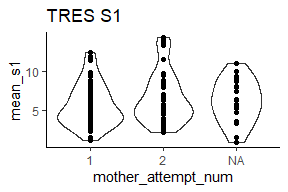 TRES S1
mean_s1
10
5
1 2 NA
mother_attempt_num